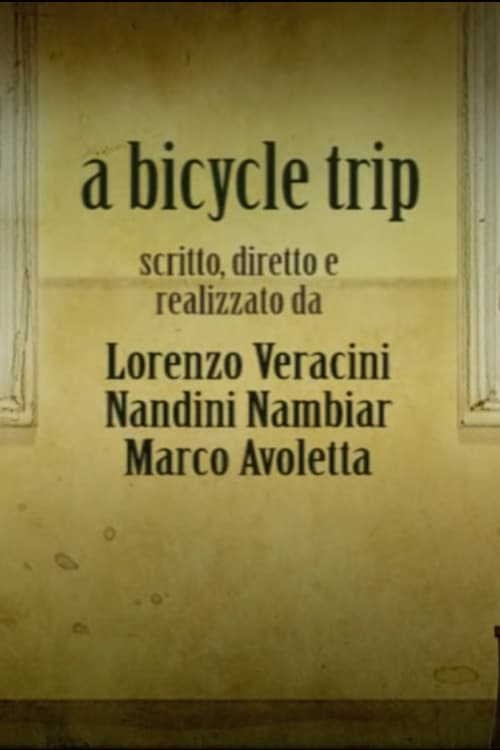 a bicycle trip
scritto, diretto e
realizzato da
Lorenzo Veracini
Nandini Nambiar
Marco Avoletta